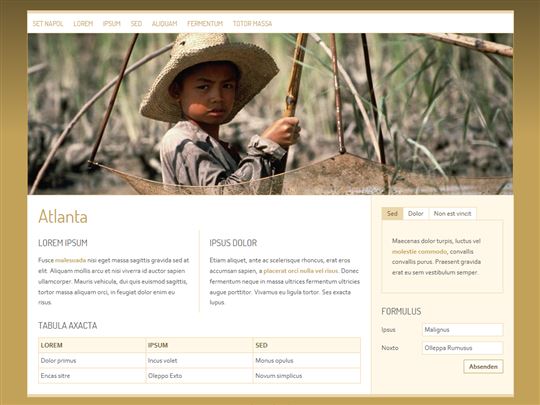 SET NAPOL LOREM IPSUM SED ALIQUAM FERMENTUM TOTOR MASSA
Atlanta
LOREM IPSUM
Fusce malesuada nisi eget massa sagittis gravida sed at
elit. Aliquam mollis arcu et nisi viverra id auctor sapien
ullamcorper. Mauris vehicula, dui quis euismod sagittis,
tortor massa aliquam orci, in feugiat dolor enim eu
risus.
IPSUS DOLOR
Etiam aliquet, ante ac scelerisque rhoncus, erat eros
accumsan sapien, a placerat orci nulla vel risus. Donec
fermentum neque in massa ultrices fermentum ultricies
augue porttitor. Vivamus eu ligula tortor. Ses exacta
lupus.
TABULA AXACTA
LOREM IPSUM SED
Dolor primus Incus volet Monus opulus
Encas sitre Oleppo Exto Novum simplicus
Sed Dolor Non est vincit
Maecenas dolor turpis, luctus vel
molestie commodo, convallis
convallis purus. Praesent gravida
erat eu sem vestibulum semper.
FORMULUS
Ipsus Malignus
Noxto Olleppa Rumusus
Absenden